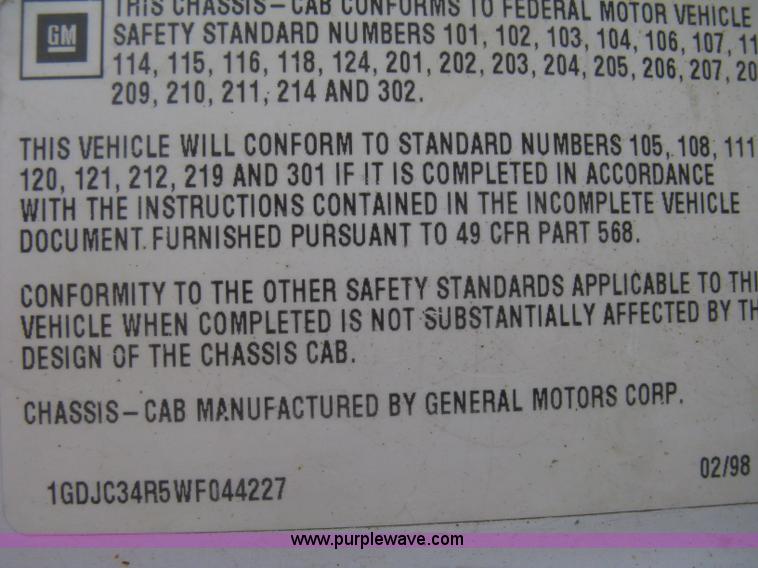 THIS CHASSIS-CAB CONFORMS TO FEDERAL MOTOR VEHICLE
GM
SAFETY STANDARD NUMBERS 101, 102, 103, 104, 106, 107, 11
114, 115, 116, 118, 124, 201, 202, 203, 204, 205, 206, 207, 20
209, 210, 211, 214 AND 302.
THIS VEHICLE WILL CONFORM TO STANDARD NUMBERS 105, 108, 111
120, 121, 212, 219 AND 301 IF IT IS COMPLETED IN ACCORDANCE
WITH THE INSTRUCTIONS CONTAINED IN THE INCOMPLETE VEHICLE
DOCUMENT FURNISHED PURSUANT TO 49 CFR PART 568.
CONFORMITY TO THE OTHER SAFETY STANDARDS APPLICABLE TO THI
VEHICLE WHEN COMPLETED IS NOT SUBSTANTIALLY AFFECTED BY TH
DESIGN OF THE CHASSIS CAB.
CHASSIS-CAB MANUFACTURED BY GENERAL MOTORS CORP.
02/98
1GDJC34R5WF044227
www.purplewave.com